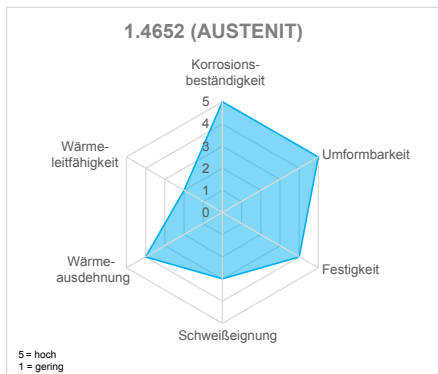 1.4652 (AUSTENIT)
Korrosions-
beständigkeit
5
4
3
2
1
0
Wärme-
leitfähigkeit
Umformbarkeit
Wärme-
ausdehnung
Festigkeit
Schweißeignung
5 = hoch
1 = gering